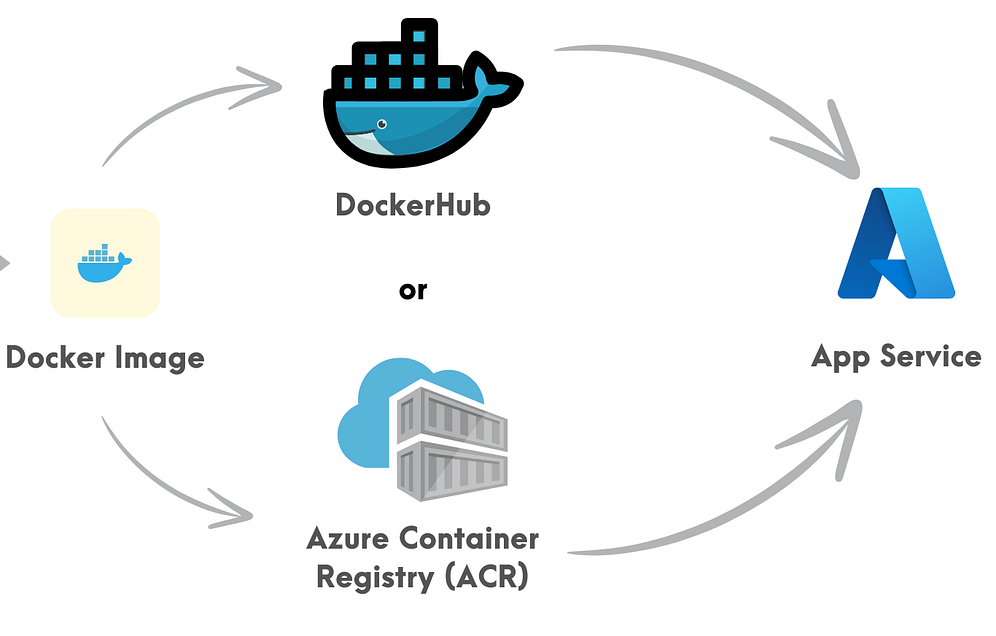 DockerHub
Docker Image
or
App Service
Azure Container
Registry (ACR)